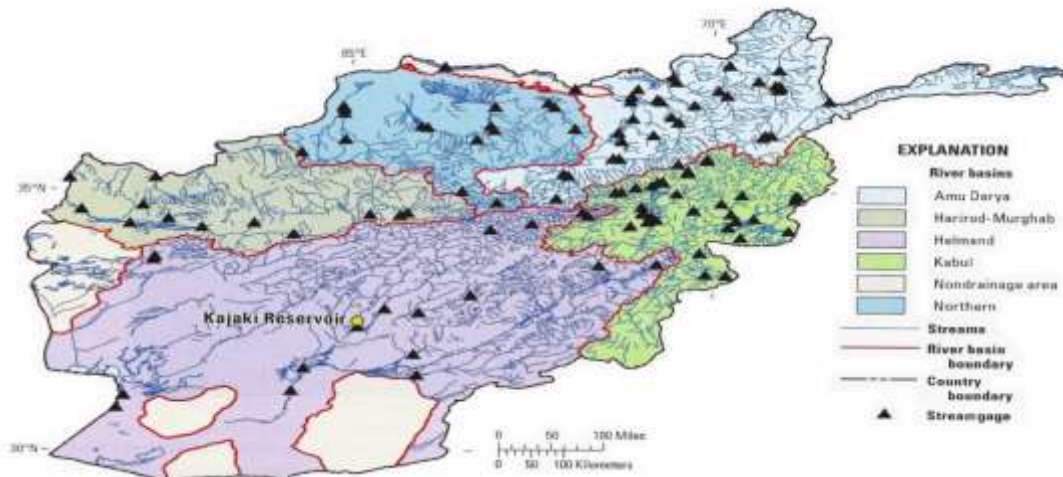 70°E
65°E
35°N
30°N
Kajaki Reservoir
0 50 100 Miles
0 50 100 Kilometers
EXPLANATION
River basins
Amu Darya
Harirod-Murghab
Helmand
Kabul
Nondrainage area
Northern
Streams
River basin
boundary
Country
boundary
Streamgage